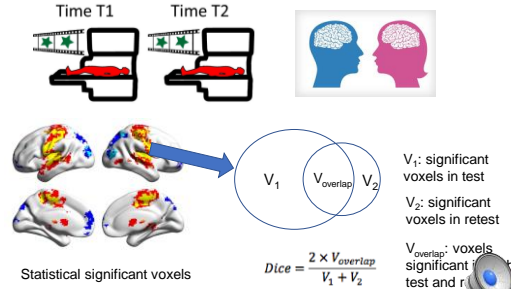 Time T1
Time T2
V1
Voverlap
V2
V1: significant
voxels in test
V2: significant
voxels in retest
Voverlap: voxels
significant
test and
Statistical significant voxels
Dice = 2 × Voverlap / V1 + V2